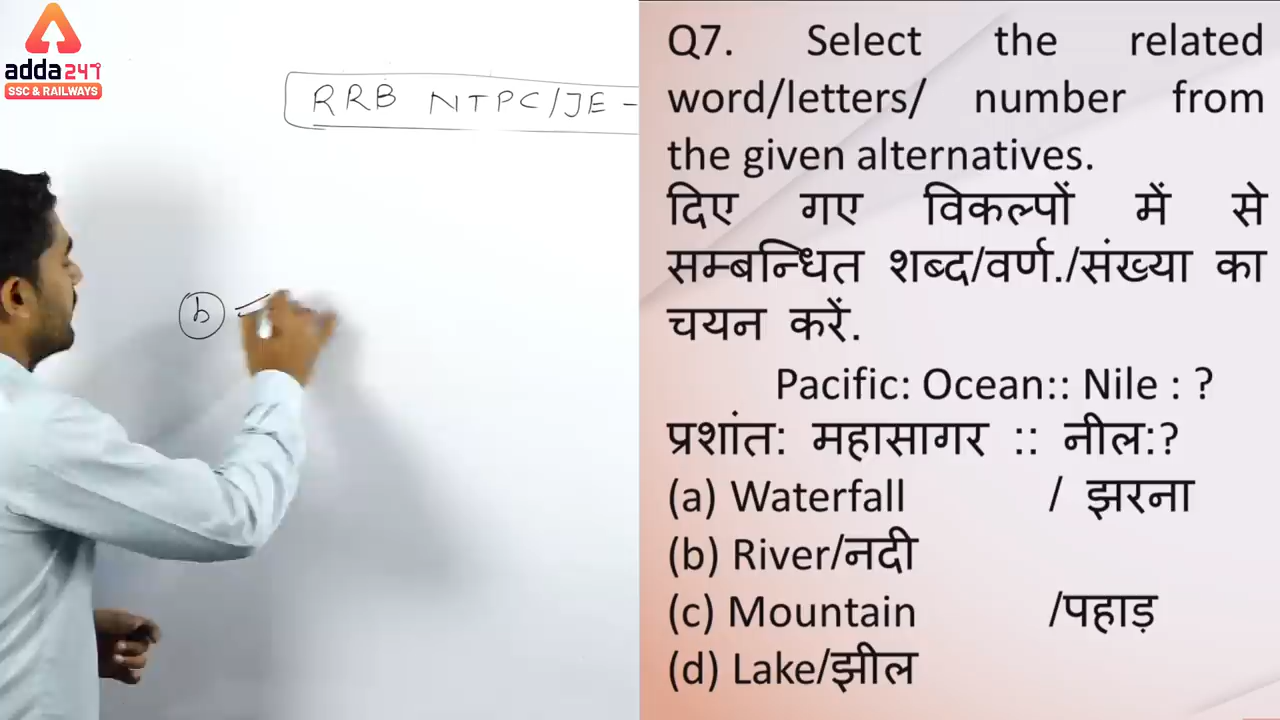 adda247
SSC & RAILWAYS
RRB NTPC/JE -
b
Q7. Select the related
word/letters/ number from
the given alternatives.
दिए गए विकल्पों में से
सम्बन्धित शब्द/वर्ण./संख्या का
चयन करें.
Pacific: Ocean:: Nile : ?
प्रशांत: महासागर :: नील:?
(a) Waterfall / झरना
(b) River/नदी
(c) Mountain /पहाड़
(d) Lake/झील